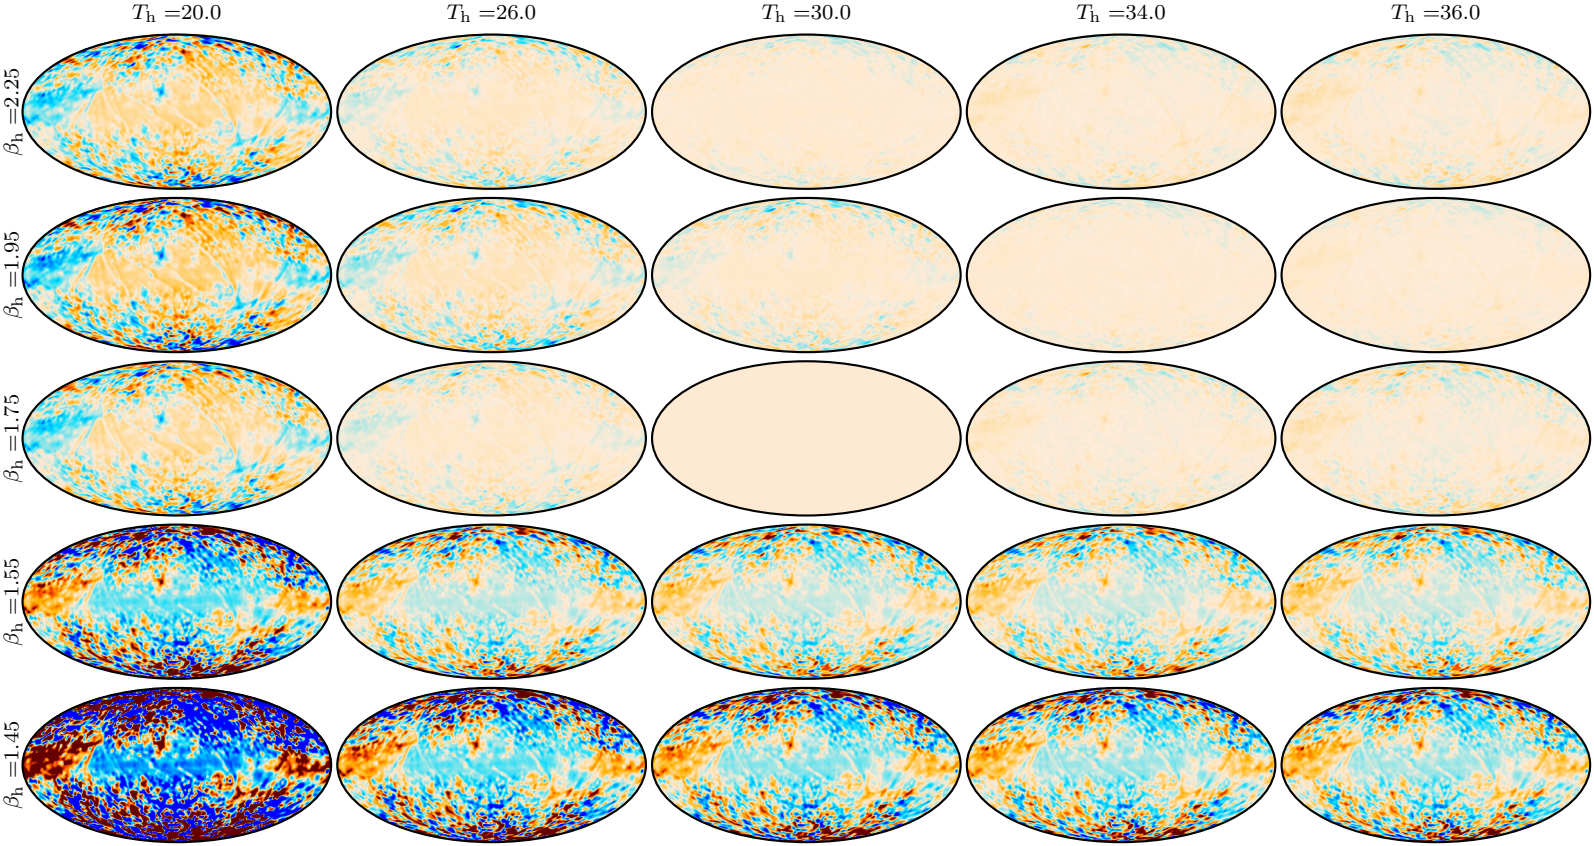 T_h =20.0 T_h =26.0 T_h =30.0 T_h =34.0 T_h =36.0
β_h =2.25
β_h =1.95
β_h =1.75
β_h =1.55
β_h =1.45